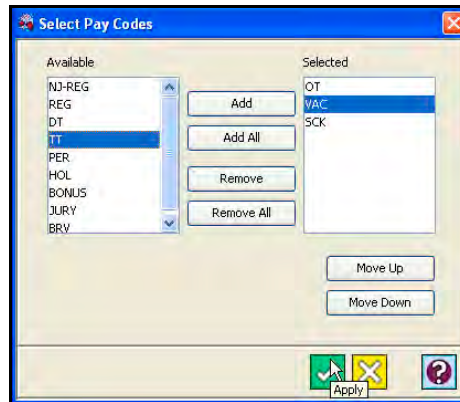 Select Pay Codes
Available
Selected
NJ-REG
REG
DT
TT
PER
HOL
BONUS
JURY
BRV
Add
Add All
Remove
Remove All
OT
VAC
SCK
Move Up
Move Down
?
Apply